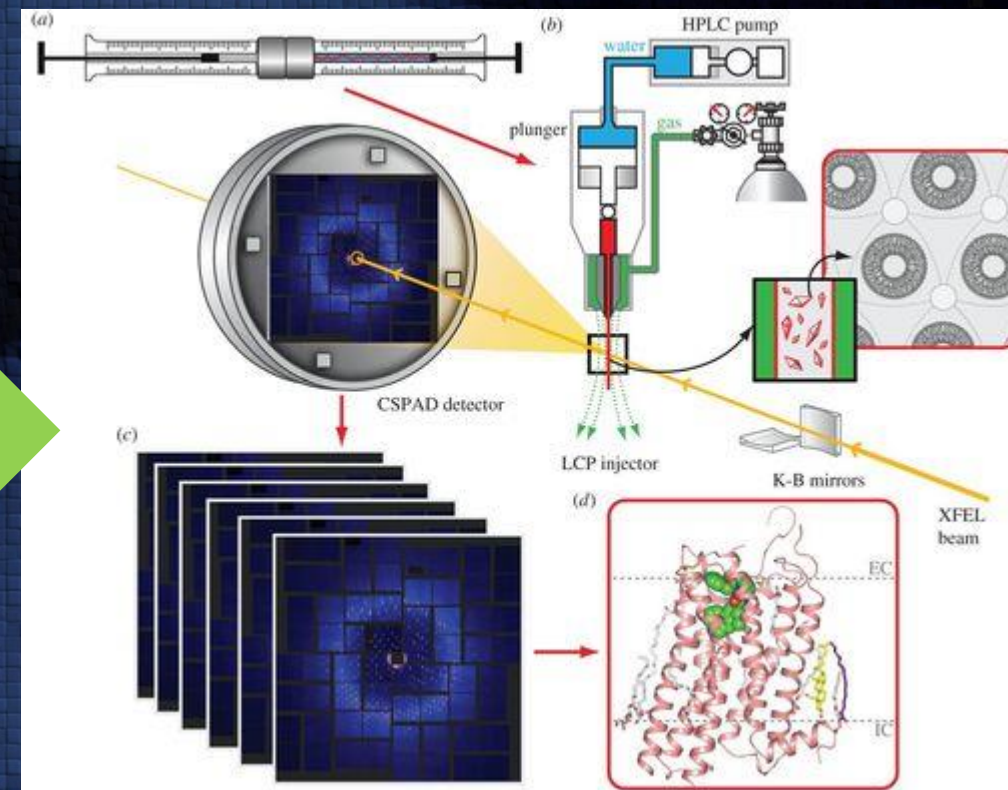 (a)
(b)
HPLC pump
water
plunger
gas
CSPAD detector
(c)
LCP injector
K-B mirrors
(d)
XFEL
beam
EC
IC